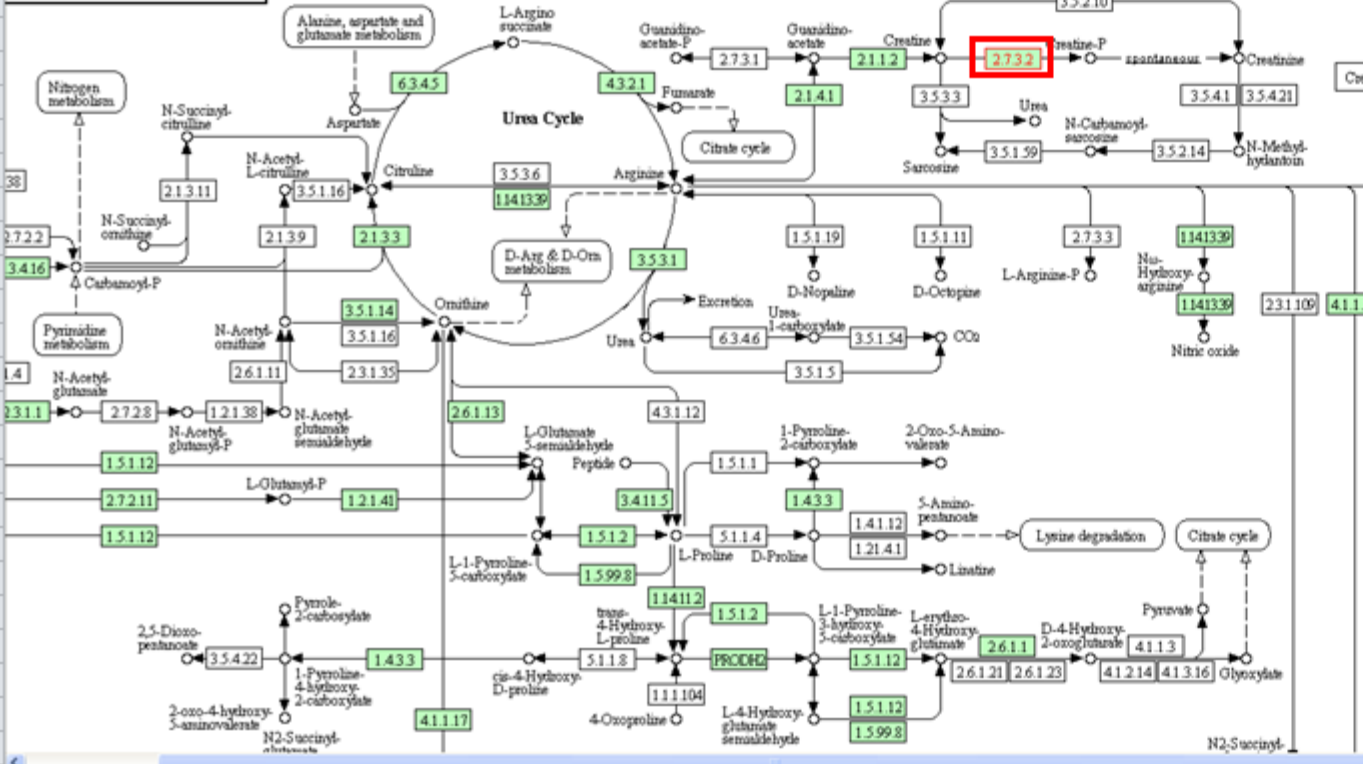 3.5.2.10
L-Argino
succinate
Alanine, aspartate and
glutamate metabolism
Guanidino-
acetate-P
Guanidino-
acetate
Creatine
Creatine-P
2.7.3.1
2.1.1.2
2.7.3.2
spontaneous
Creatinine
6.3.4.5
4.3.2.1
Nitrogen
metabolism
2.1.4.1
3.5.3.3
3.5.4.1
3.5.4.21
Fumarate
Urea
N-Succinyl-
citrulline
Aspartate
Urea Cycle
Citrate cycle
N-Carbamoyl-
sarcosine
3.5.1.59
3.5.2.14
N-Methyl-
hydantoin
Sarcosine
N-Acetyl-
L-citrulline
Citruline
3.5.3.6
Arginine
38
2.1.3.11
3.5.1.16
1.14.13.39
N-Succinyl-
ornithine
2.7.2.2
2.1.3.9
2.1.3.3
D-Arg & D-Orn
metabolism
3.5.3.1
1.5.1.19
1.5.1.11
2.7.3.3
1.14.13.39
3.4.16
Carbamoyl-P
D-Nopaline
D-Octopine
L-Arginine-P
Nω-
Hydroxy-
arginine
Pyrimidine
metabolism
3.5.1.14
Ornithine
Excretion
Urea-
1-carboxylate
1.14.13.39
2.3.1.109
4.1.1.
N-Acetyl-
ornithine
3.5.1.16
Urea
6.3.4.6
3.5.1.54
CO2
Nitric oxide
1.4
2.6.1.11
2.3.1.35
3.5.1.5
N-Acetyl-
glutamate
2.3.1.1
2.7.2.8
1.2.1.38
N-Acetyl-
glutamyl-P
N-Acetyl-
glutamate
semialdehyde
2.6.1.13
4.3.1.12
L-Glutamate
5-semialdehyde
Peptide
1-Pyrroline-
2-carboxylate
2-Oxo-5-Amino-
valerate
1.5.1.12
1.5.1.1
L-Glutamyl-P
2.7.2.11
1.2.1.41
3.4.11.5
1.4.3.3
5-Amino-
pentanoate
1.5.1.12
1.5.1.2
5.1.1.4
1.4.1.12
1.21.4.1
Lysine degradation
Citrate cycle
L-Proline
D-Proline
L-1-Pyrroline-
5-carboxylate
1.5.99.8
Linatine
1.14.11.2
Pyrrole-
2-carboxylate
trans-
4-Hydroxy-
L-proline
1.5.1.2
L-1-Pyrroline-
3-hydroxy-
5-carboxylate
L-erythro-
4-Hydroxy-
glutamate
Pyruvate
2,5-Dioxo-
pentanoate
D-4-Hydroxy-
2-oxoglutarate
3.5.4.22
1.4.3.3
5.1.1.8
PRODH2
1.5.1.12
2.6.1.1
4.1.1.3
2.6.1.21
2.6.1.23
4.1.2.14
4.1.3.16
Glyoxylate
1-Pyrroline-
4-hydroxy-
2-carboxylate
cis-4-Hydroxy-
D-proline
1.1.1.104
2-oxo-4-hydroxy-
5-aminovalerate
4.1.1.17
4-Oxoproline
L-4-Hydroxy-
glutamate
semialdehyde
1.5.1.12
1.5.99.8
N2-Succinyl-
N2-Succinyl-